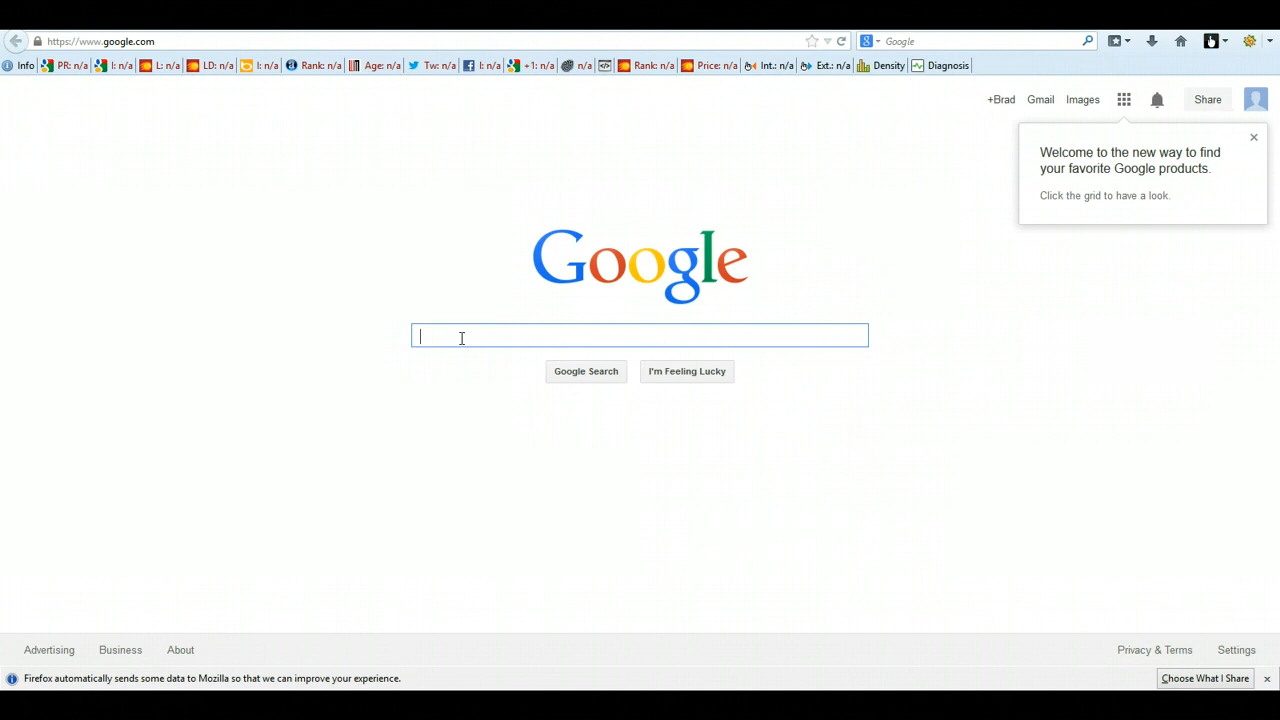 https://www.google.com
Google
Info PR: n/a I: n/a L: n/a LD: n/a I: n/a Rank: n/a Age: n/a Tw: n/a I: n/a +1: n/a n/a Rank: n/a Price: n/a Int.: n/a Ext.: n/a Density Diagnosis
+Brad Gmail Images Share
Welcome to the new way to find
your favorite Google products.
Click the grid to have a look.
Google
Google Search I'm Feeling Lucky
Advertising Business About Privacy & Terms Settings
Firefox automatically sends some data to Mozilla so that we can improve your experience. Choose What I Share